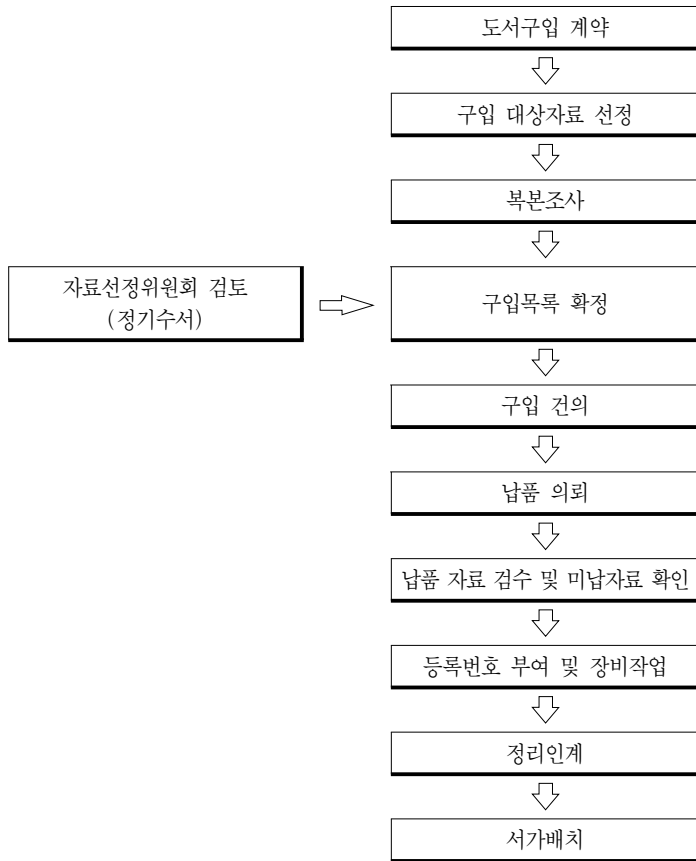 도서구입 계약
구입 대상자료 선정
복본조사
자료선정위원회 검토
(정기수서)
구입목록 확정
구입 건의
납품 의뢰
납품 자료 검수 및 미납자료 확인
등록번호 부여 및 장비작업
정리인계
서가배치